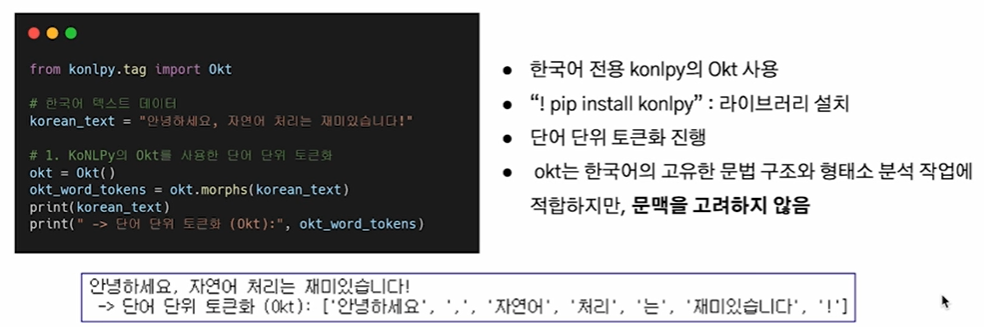 from konlpy.tag import Okt
# 한국어 텍스트 데이터
korean_text = "안녕하세요, 자연어 처리는 재미있습니다!"
# 1. KoNLPy의 Okt를 사용한 단어 단위 토큰화
okt = Okt()
okt_word_tokens = okt.morphs(korean_text)
print(korean_text)
print(" -> 단어 단위 토큰화 (Okt):", okt_word_tokens)
● 한국어 전용 konlpy의 Okt 사용
● “! pip install konlpy” : 라이브러리 설치
● 단어 단위 토큰화 진행
● okt는 한국어의 고유한 문법 구조와 형태소 분석 작업에
적합하지만, 문맥을 고려하지 않음
안녕하세요, 자연어 처리는 재미있습니다!
-> 단어 단위 토큰화 (Okt): ['안녕하세요', ',', '자연어', '처리', '는', '재미있습니다', '!']